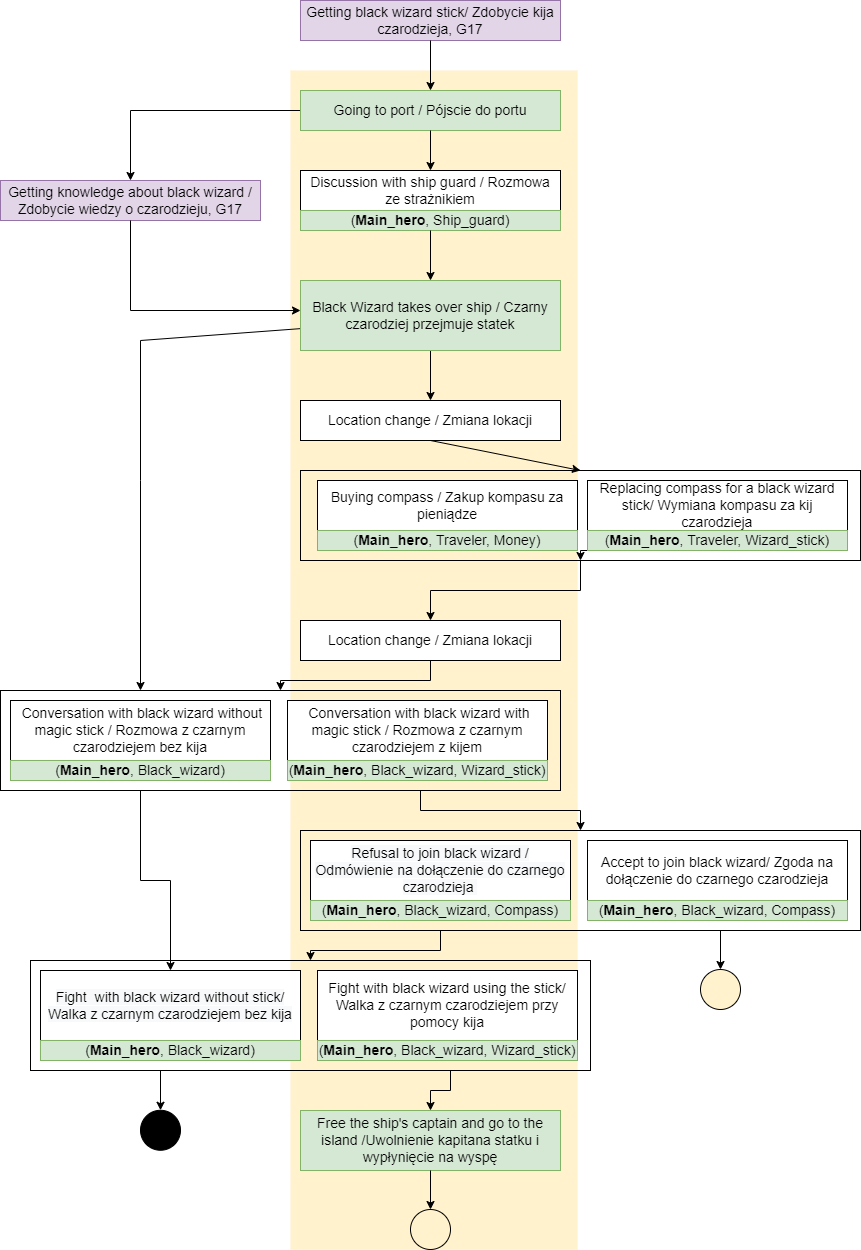 Getting black wizard stick/ Zdobycie kija
czarodzieja, G17
Going to port / Pójscie do portu
Discussion with ship guard / Rozmowa
ze strażnikiem
(Main_hero, Ship_guard)
Getting knowledge about black wizard /
Zdobycie wiedzy o czarodzieju, G17
Black Wizard takes over ship / Czarny
czarodziej przejmuje statek
Location change / Zmiana lokacji
Buying compass / Zakup kompasu za
pieniądze
(Main_hero, Traveler, Money)
Replacing compass for a black wizard
stick/ Wymiana kompasu za kij
czarodzieja
(Main_hero, Traveler, Wizard_stick)
Location change / Zmiana lokacji
Conversation with black wizard without
magic stick / Rozmowa z czarnym
czarodziejem bez kija
(Main_hero, Black_wizard)
Conversation with black wizard with
magic stick / Rozmowa z czarnym
czarodziejem z kijem
(Main_hero, Black_wizard, Wizard_stick)
Refusal to join black wizard /
Odmówienie na dołączenie do czarnego
czarodzieja
(Main_hero, Black_wizard, Compass)
Accept to join black wizard/ Zgoda na
dołączenie do czarnego czarodzieja
(Main_hero, Black_wizard, Compass)
Fight  with black wizard without stick/
Walka z czarnym czarodziejem bez kija
(Main_hero, Black_wizard)
Fight with black wizard using the stick/
Walka z czarnym czarodziejem przy
pomocy kija
(Main_hero, Black_wizard, Wizard_stick)
Free the ship's captain and go to the
island /Uwolnienie kapitana statku i
wypłynięcie na wyspę